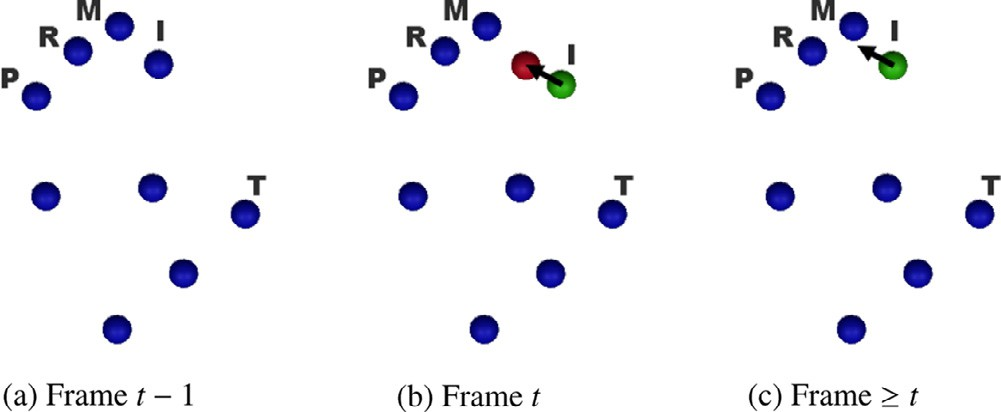 M I M I M I
R R R
P P P
T T T
(a) Frame t − 1 (b) Frame t (c) Frame ≥ t